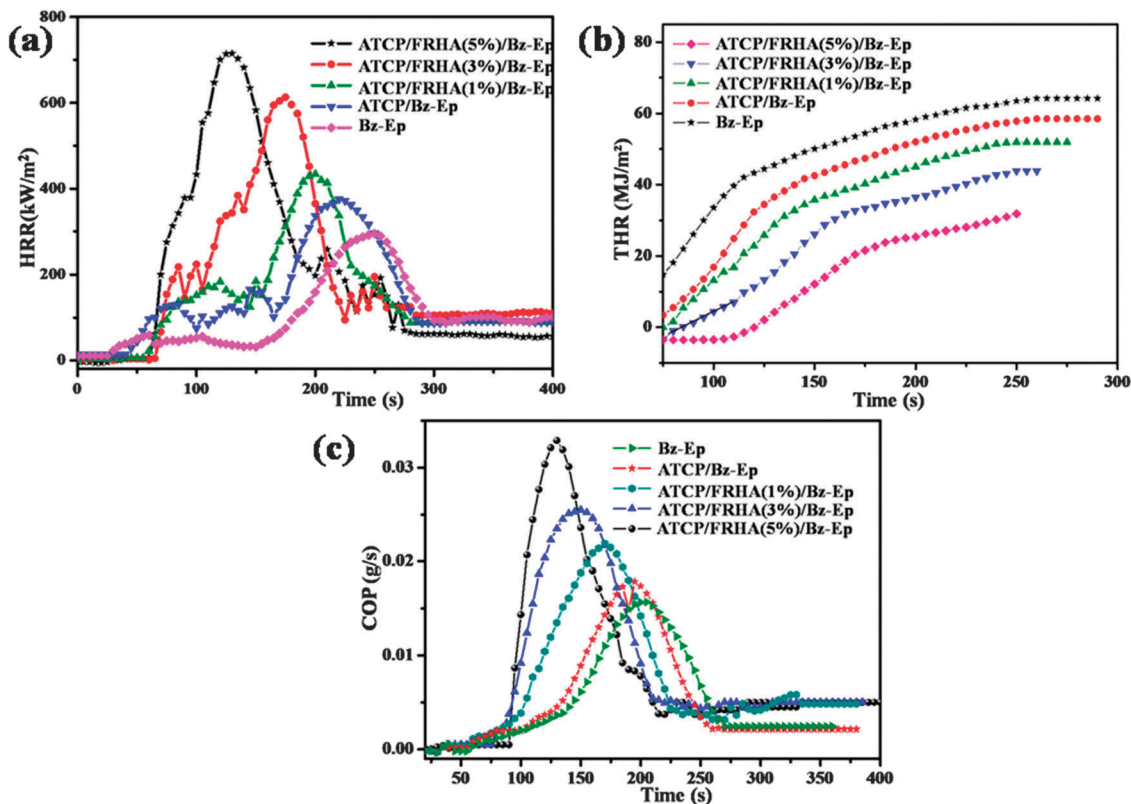 (a)
800
600
400
200
0
HRR(kW/m²)
ATCP/FRHA(5%)/Bz-Ep
ATCP/FRHA(3%)/Bz-Ep
ATCP/FRHA(1%)/Bz-Ep
ATCP/Bz-Ep
Bz-Ep
0 100 200 300 400
Time (s)
(b)
80
60
40
20
0
THR (MJ/m²)
ATCP/FRHA(5%)/Bz-Ep
ATCP/FRHA(3%)/Bz-Ep
ATCP/FRHA(1%)/Bz-Ep
ATCP/Bz-Ep
Bz-Ep
100 150 200 250 300
Time (s)
(c)
0.03
0.02
0.01
0.00
COP (g/s)
Bz-Ep
ATCP/Bz-Ep
ATCP/FRHA(1%)/Bz-Ep
ATCP/FRHA(3%)/Bz-Ep
ATCP/FRHA(5%)/Bz-Ep
50 100 150 200 250 300 350 400
Time (s)